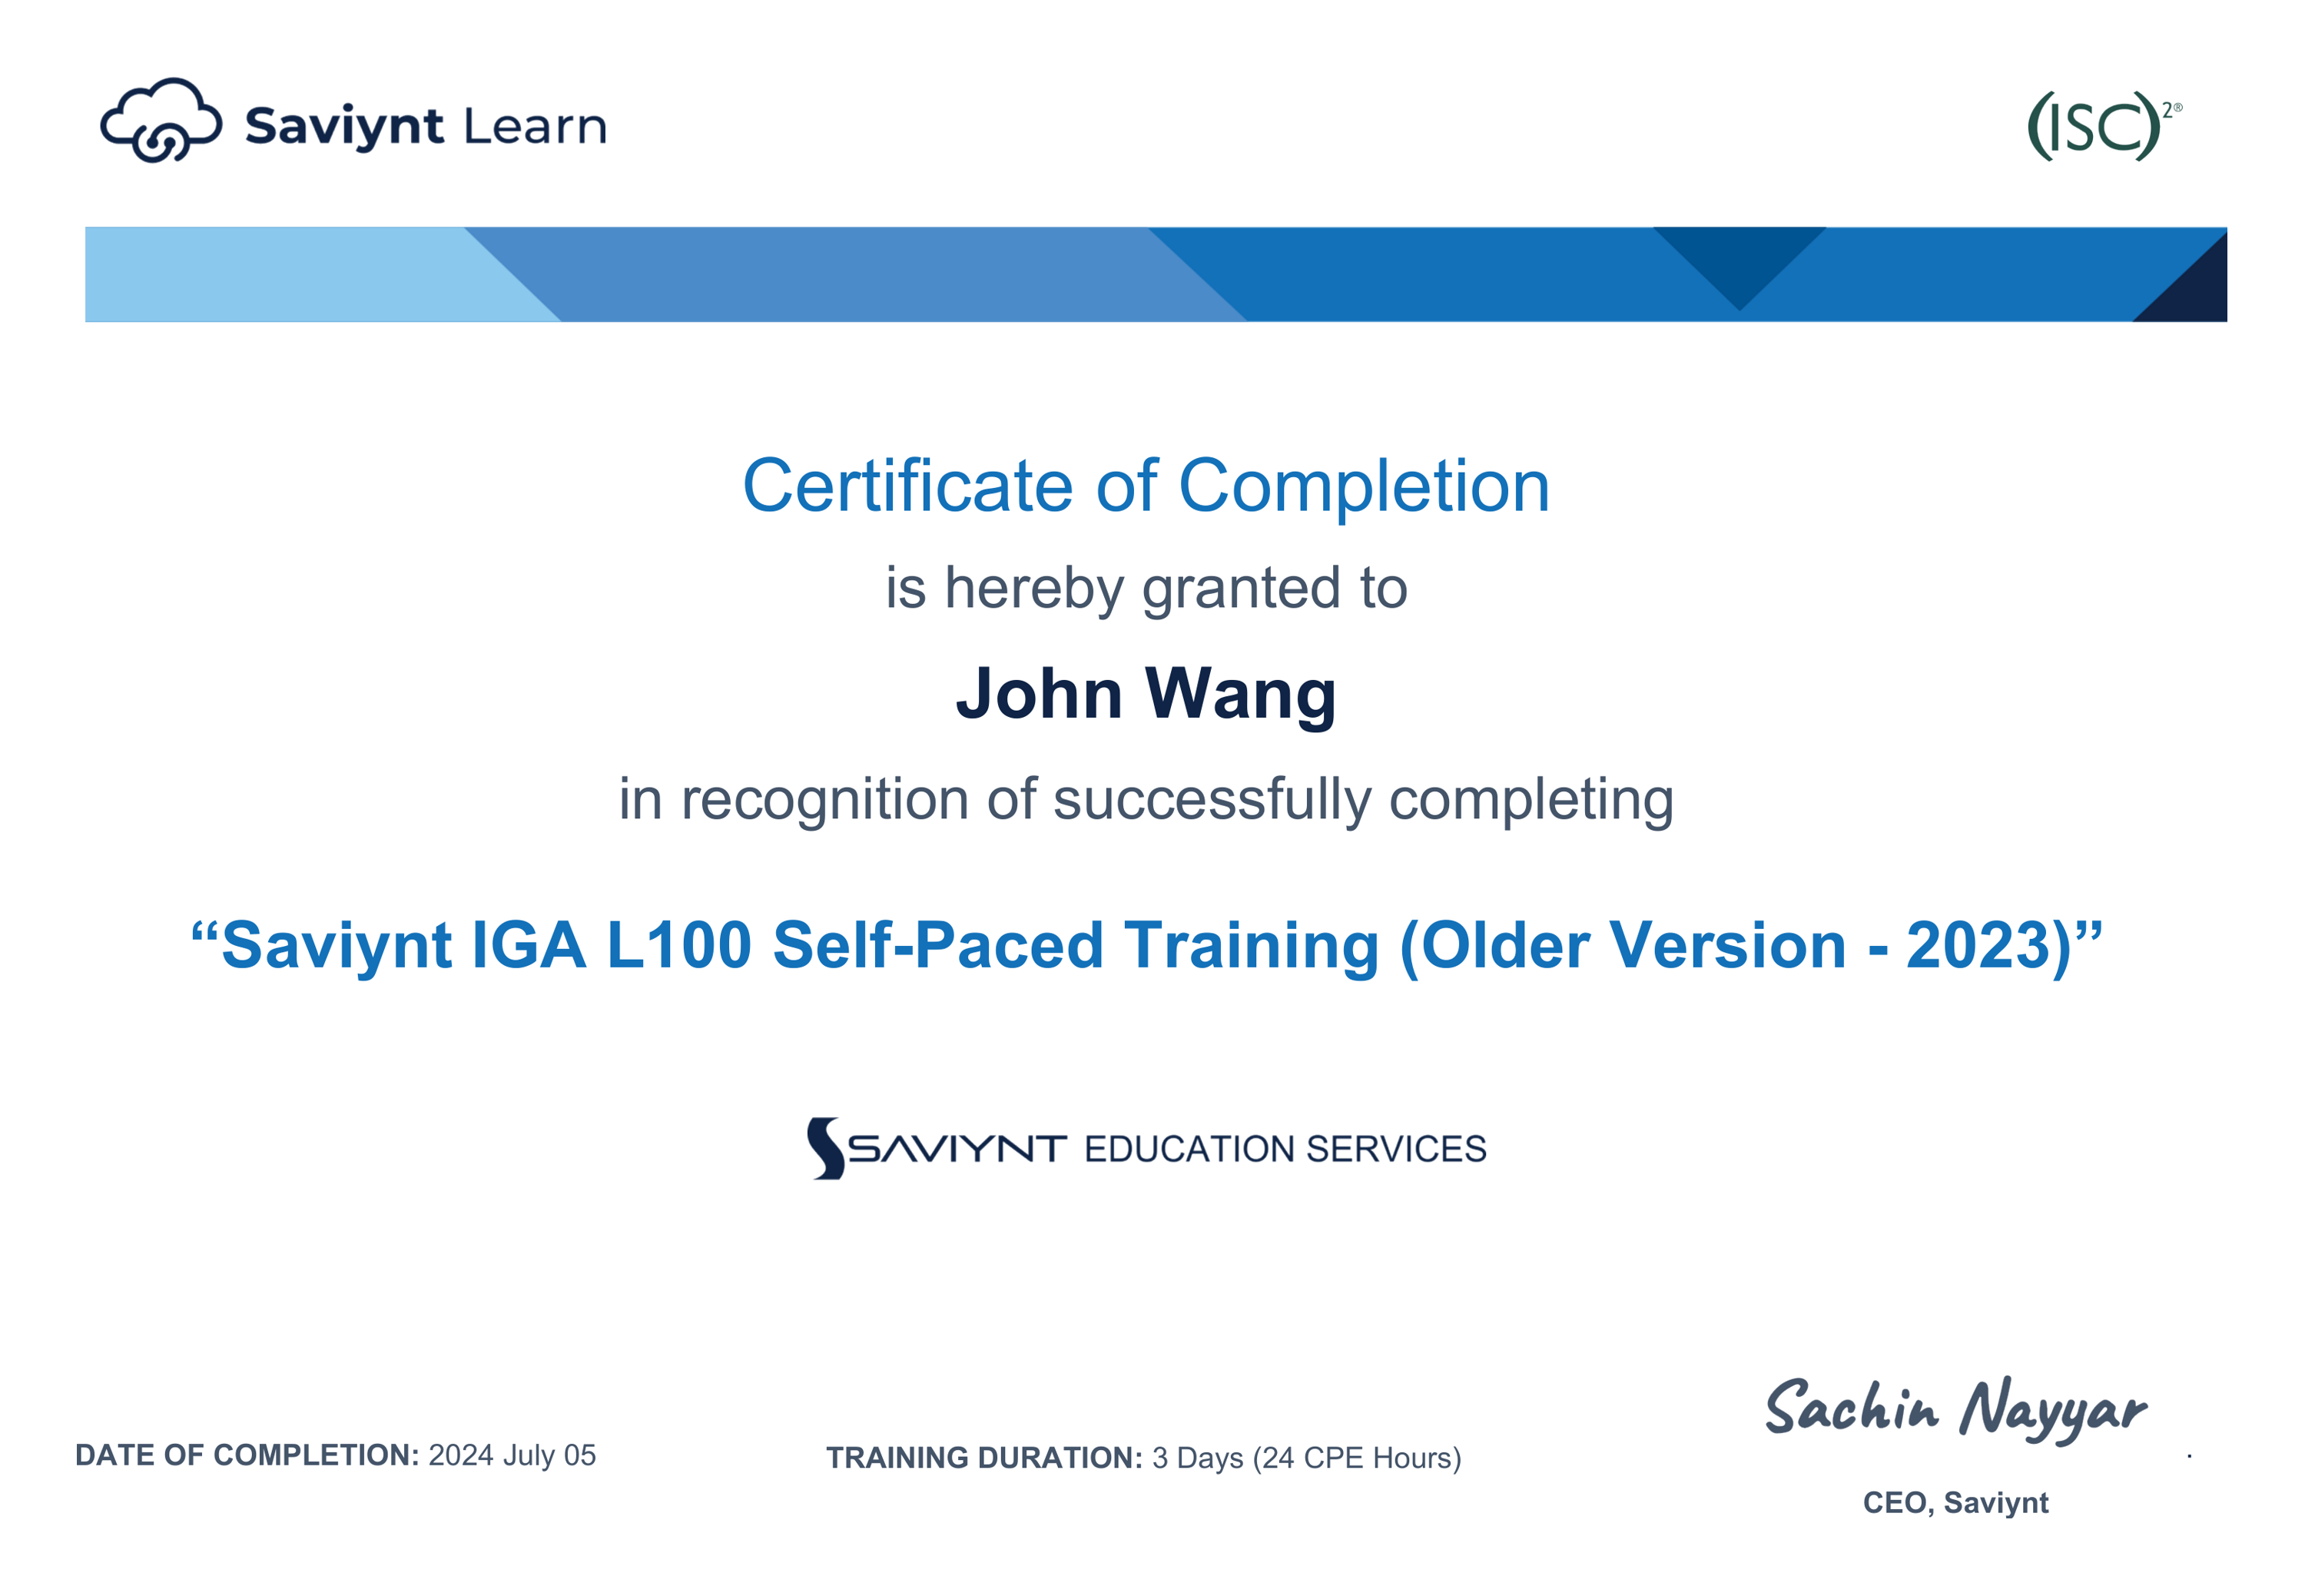 Saviynt Learn
(ISC)²®
Certificate of Completion
is hereby granted to
John Wang
in recognition of successfully completing
“Saviynt IGA L100 Self-Paced Training (Older Version - 2023)”
SAVIYNT EDUCATION SERVICES
Sachin Nayyar
DATE OF COMPLETION: 2024 July 05
TRAINING DURATION: 3 Days (24 CPE Hours)
.
CEO, Saviynt